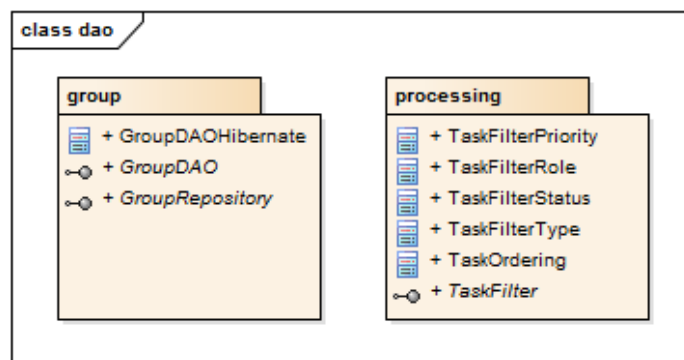 class dao
group
+ GroupDAOHibernate
+ GroupDAO
+ GroupRepository
processing
+ TaskFilterPriority
+ TaskFilterRole
+ TaskFilterStatus
+ TaskFilterType
+ TaskOrdering
+ TaskFilter